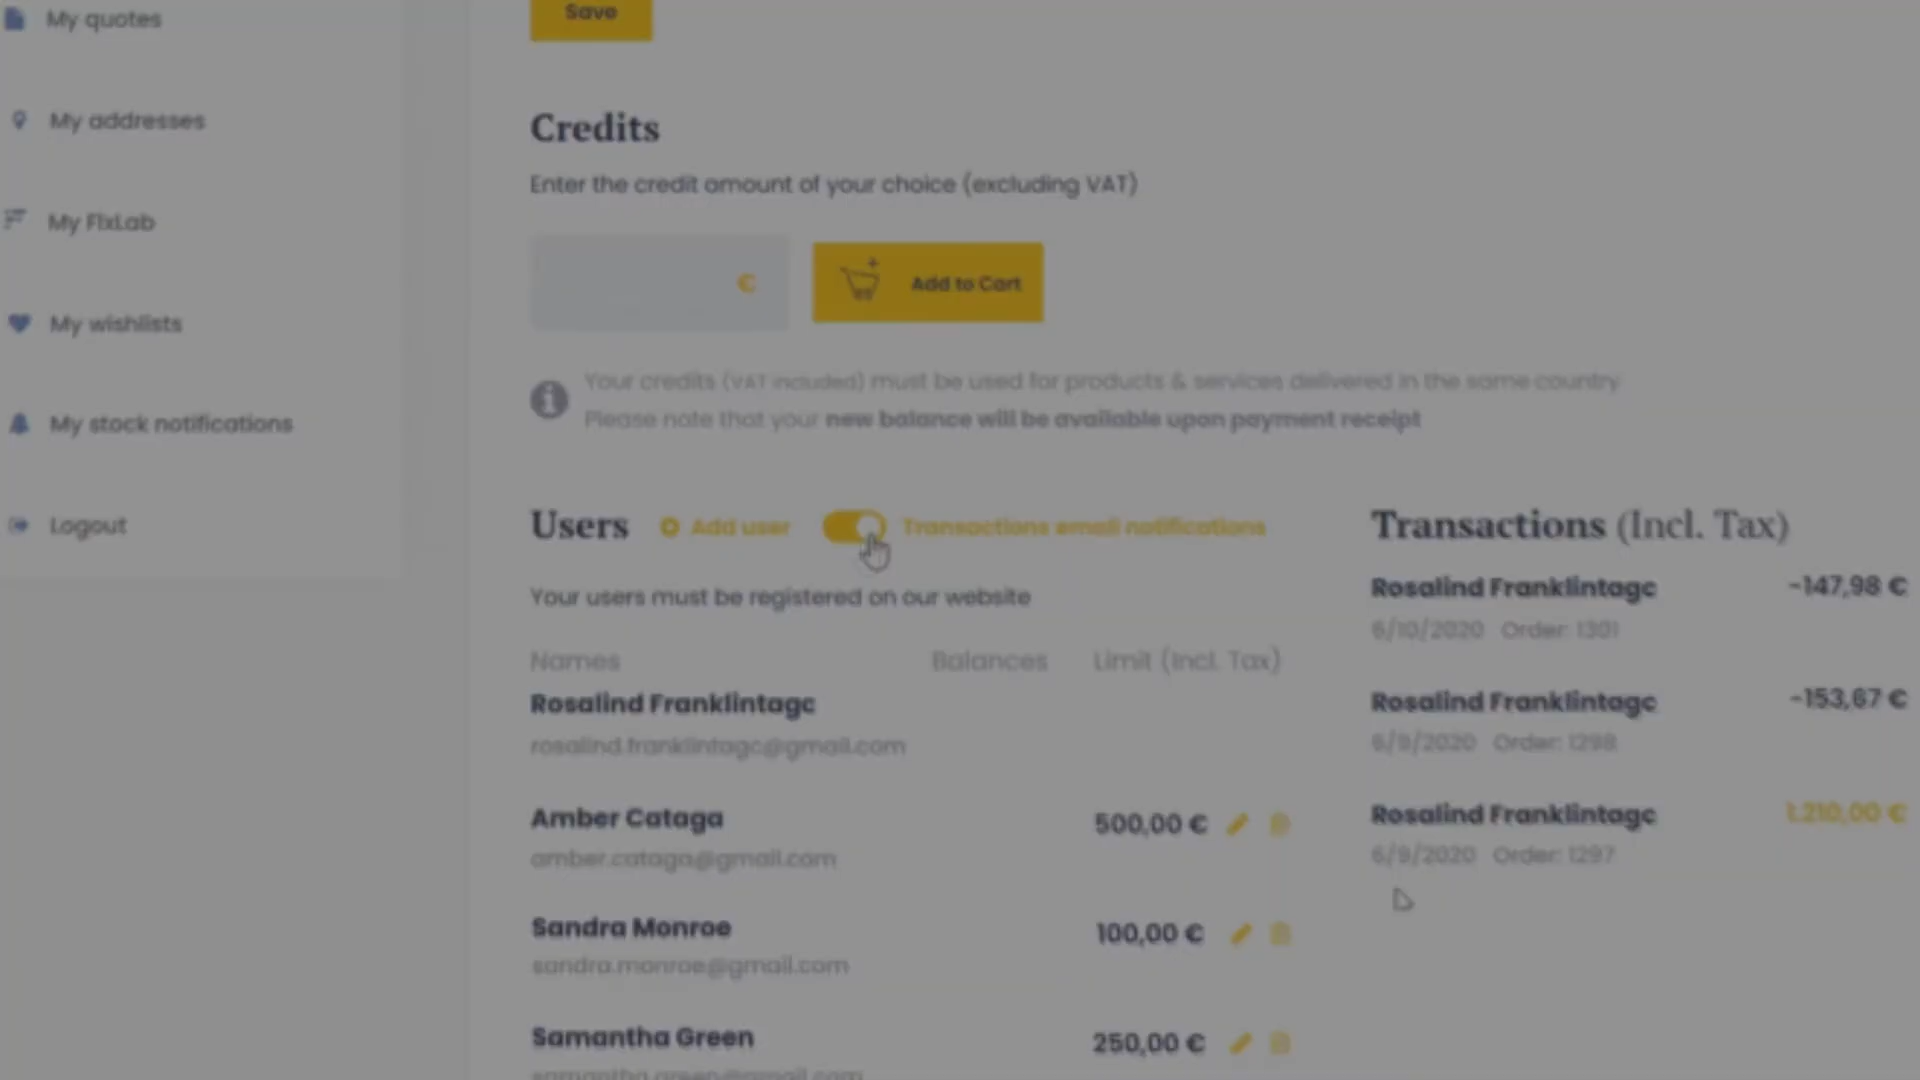 My quotes
My addresses
My FixLab
My wishlists
My stock notifications
Logout
Save
Credits
Enter the credit amount of your choice (excluding VAT)
€
Add to Cart
Your credits (VAT included) must be used for products & services delivered in the same country
Please note that your new balance will be available upon payment receipt
Users Add user Transactions email notifications
Your users must be registered on our website
Names Balances Limit (Incl. Tax)
Rosalind Franklintagc
rosalind.franklintagc@gmail.com
Amber Cataga 500,00 €
amber.cataga@gmail.com
Sandra Monroe 100,00 €
sandra.monroe@gmail.com
Samantha Green 250,00 €
samantha.green@gmail.com
Transactions (Incl. Tax)
Rosalind Franklintagc -147,98 €
6/10/2020 Order: 1301
Rosalind Franklintagc -153,67 €
6/9/2020 Order: 1298
Rosalind Franklintagc 1.210,00 €
6/9/2020 Order: 1297